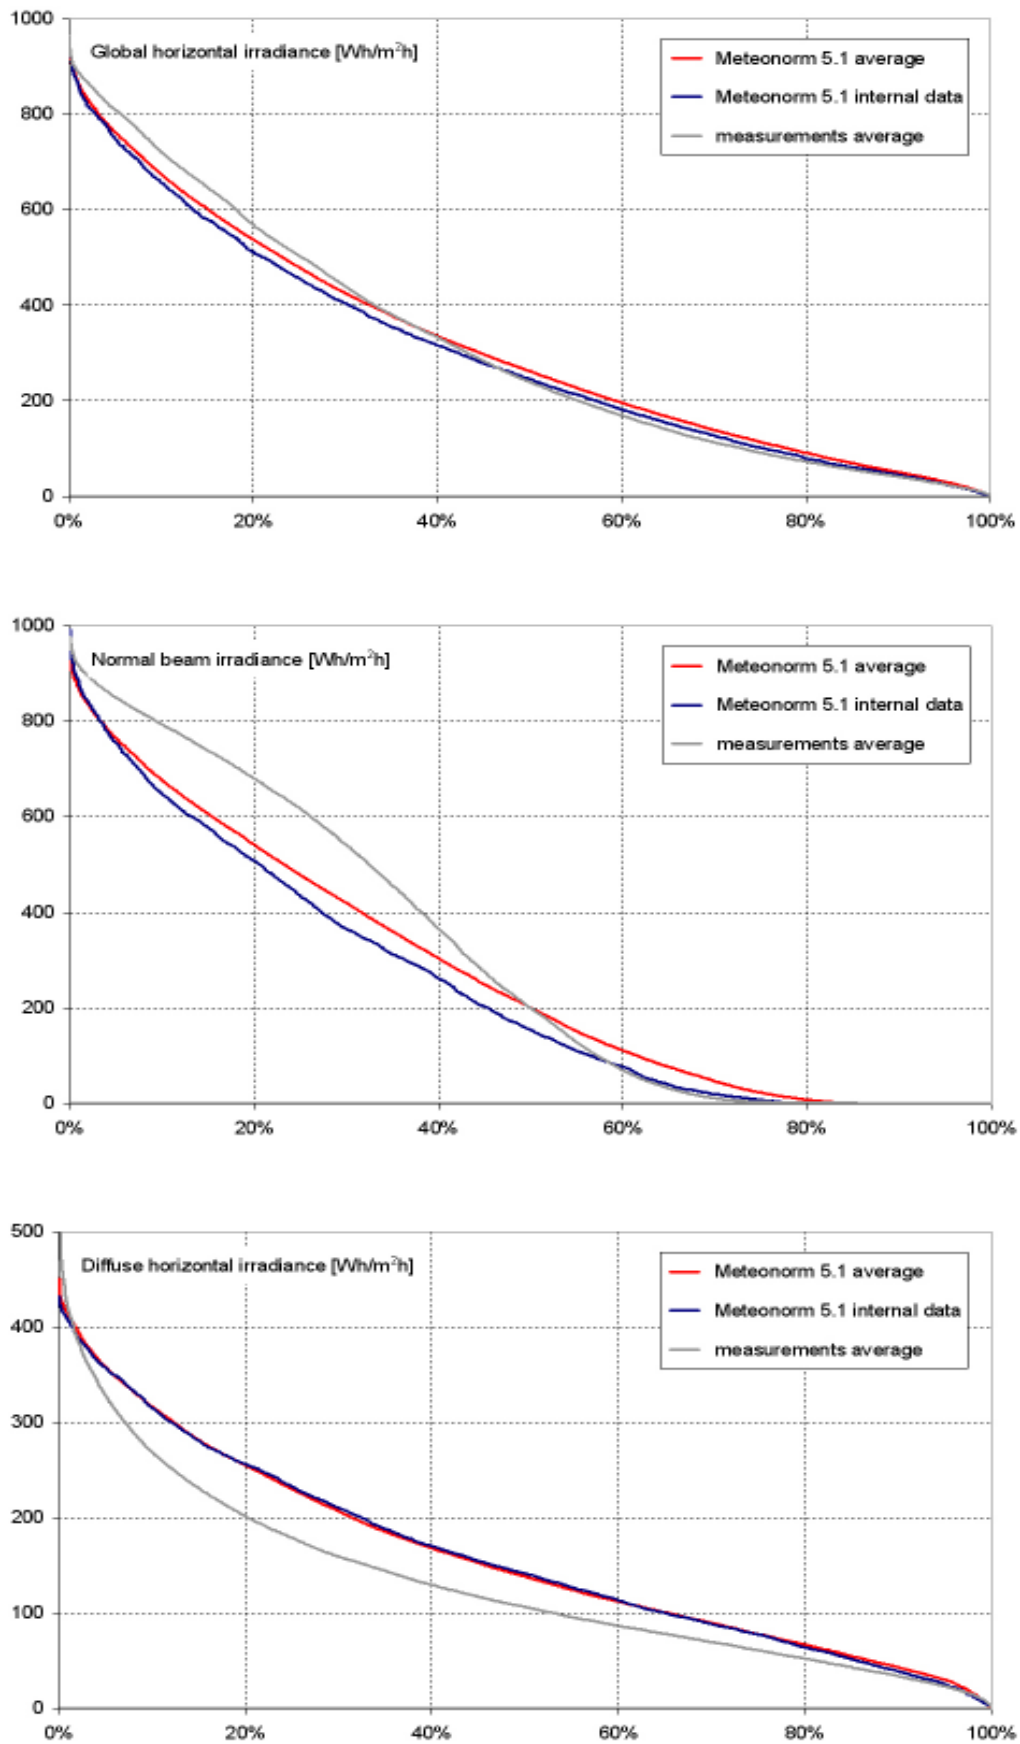 1000
Global horizontal irradiance [Wh/m²h]
Meteonorm 5.1 average
Meteonorm 5.1 internal data
measurements average
800
600
400
200
0
0% 20% 40% 60% 80% 100%
1000
Normal beam irradiance [Wh/m²h]
Meteonorm 5.1 average
Meteonorm 5.1 internal data
measurements average
800
600
400
200
0
0% 20% 40% 60% 80% 100%
500
Diffuse horizontal irradiance [Wh/m²h]
Meteonorm 5.1 average
Meteonorm 5.1 internal data
measurements average
400
300
200
100
0
0% 20% 40% 60% 80% 100%